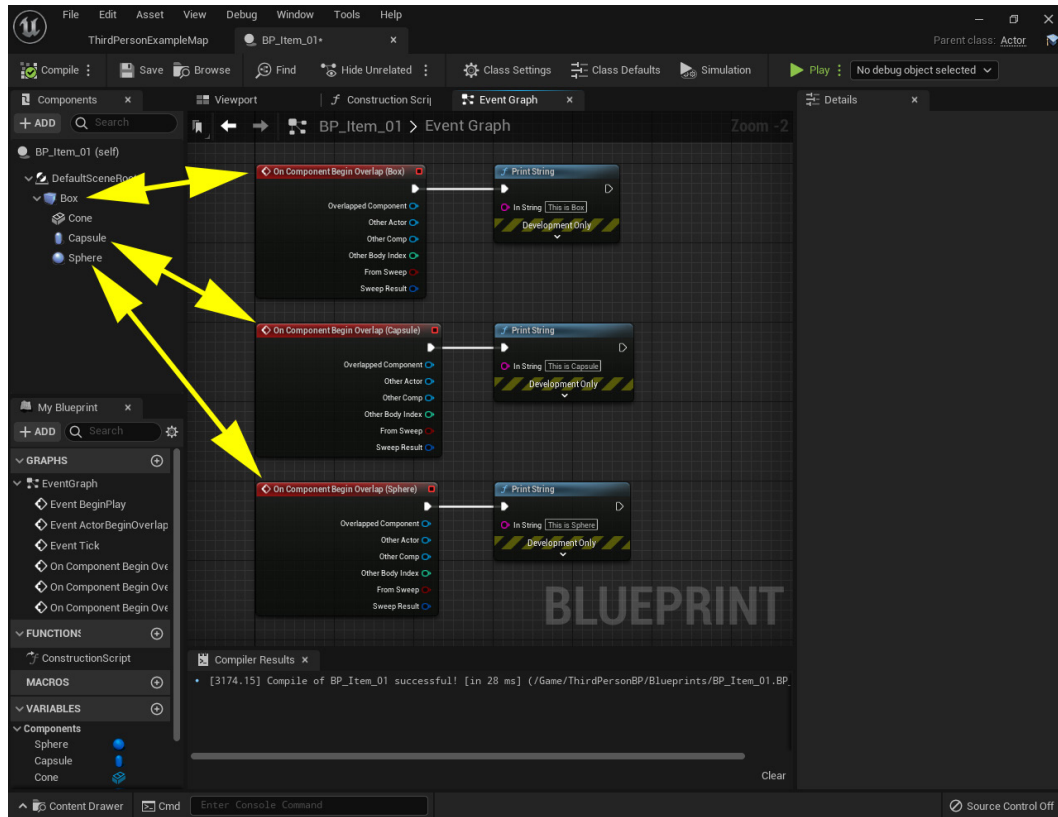 File Edit Asset View Debug Window Tools Help
ThirdPersonExampleMap
BP_Item_01*
Parent class: Actor
Compile
Save
Browse
Find
Hide Unrelated
Class Settings
Class Defaults
Simulation
Play
No debug object selected
Components
Viewport
Construction Scrip
Event Graph
Details
+ ADD
Search
BP_Item_01 > Event Graph
Zoom -2
BP_Item_01 (self)
DefaultSceneRoot
Box
Cone
Capsule
Sphere
On Component Begin Overlap (Box)
Overlapped Component
Other Actor
Other Comp
Other Body Index
From Sweep
Sweep Result
Print String
In String This is Box
Development Only
On Component Begin Overlap (Capsule)
Overlapped Component
Other Actor
Other Comp
Other Body Index
From Sweep
Sweep Result
Print String
In String This is Capsule
Development Only
On Component Begin Overlap (Sphere)
Overlapped Component
Other Actor
Other Comp
Other Body Index
From Sweep
Sweep Result
Print String
In String This is Sphere
Development Only
BLUEPRINT
My Blueprint
+ ADD
Search
GRAPHS
EventGraph
Event BeginPlay
Event ActorBeginOverlap
Event Tick
On Component Begin Ove
On Component Begin Ove
On Component Begin Ove
FUNCTIONS
ConstructionScript
MACROS
VARIABLES
Components
Sphere
Capsule
Cone
Compiler Results
• [3174.15] Compile of BP_Item_01 successful! [in 28 ms] (/Game/ThirdPersonBP/Blueprints/BP_Item_01.BP_
Clear
Content Drawer
Cmd
Enter Console Command
Source Control Off